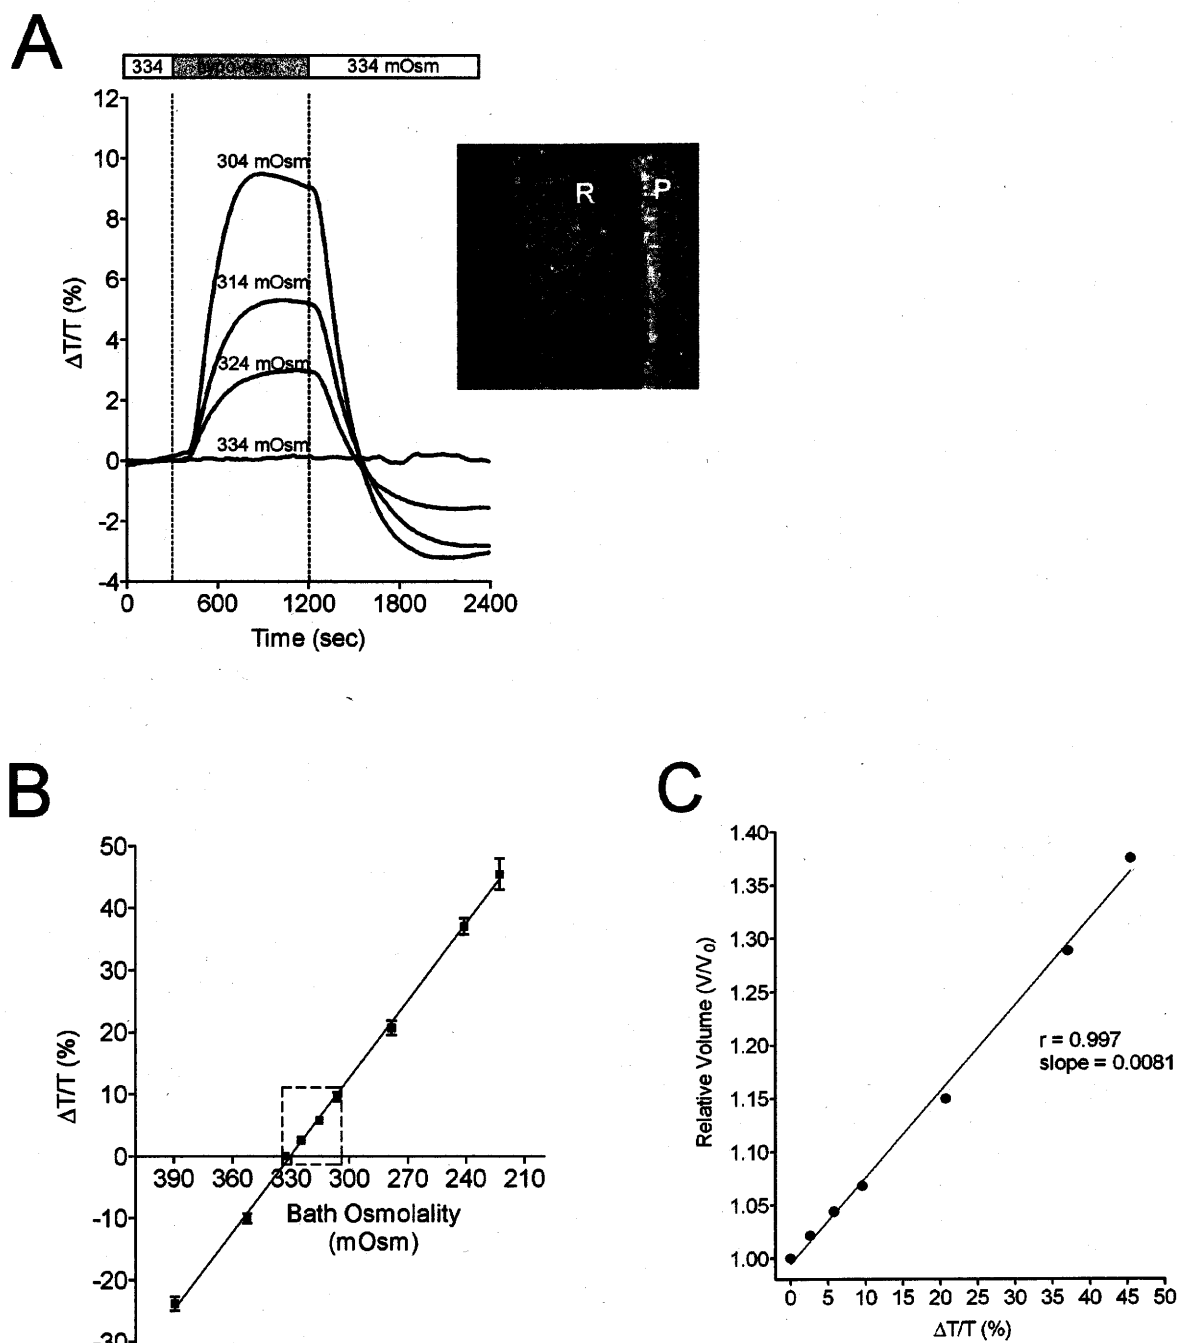 A
334 hypo-osm 334 mOsm
12
10
8
6
4
2
0
-2
-4
ΔT/T (%)
304 mOsm
314 mOsm
324 mOsm
334 mOsm
0 600 1200 1800 2400
Time (sec)
R P
B
50
40
30
20
10
0
-10
-20
-30
ΔT/T (%)
390 360 330 300 270 240 210
Bath Osmolality
(mOsm)
C
1.40
1.35
1.30
1.25
1.20
1.15
1.10
1.05
1.00
Relative Volume (V/V₀)
r = 0.997
slope = 0.0081
0 5 10 15 20 25 30 35 40 45 50
ΔT/T (%)